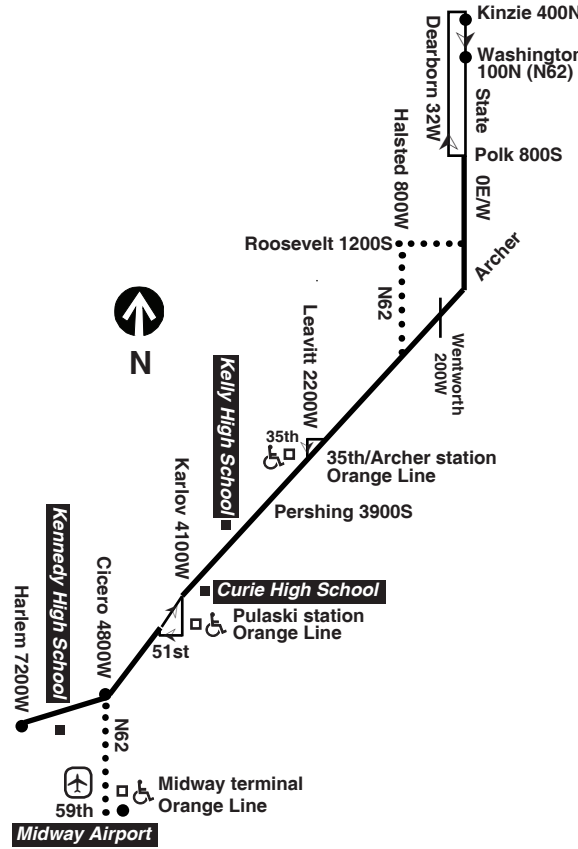 Kinzie 400N
Washington
100N (N62)
Dearborn 32W
State
Polk 800S
0E/W
Halsted 800W
Roosevelt 1200S
Archer
N62
N
Leavitt 2200W
Wentworth
200W
Kelly High School
35th
35th/Archer station
Orange Line
Karlov 4100W
Pershing 3900S
Kennedy High School
Cicero 4800W
Curie High School
Harlem 7200W
Pulaski station
Orange Line
51st
N62
Midway terminal
Orange Line
59th
Midway Airport